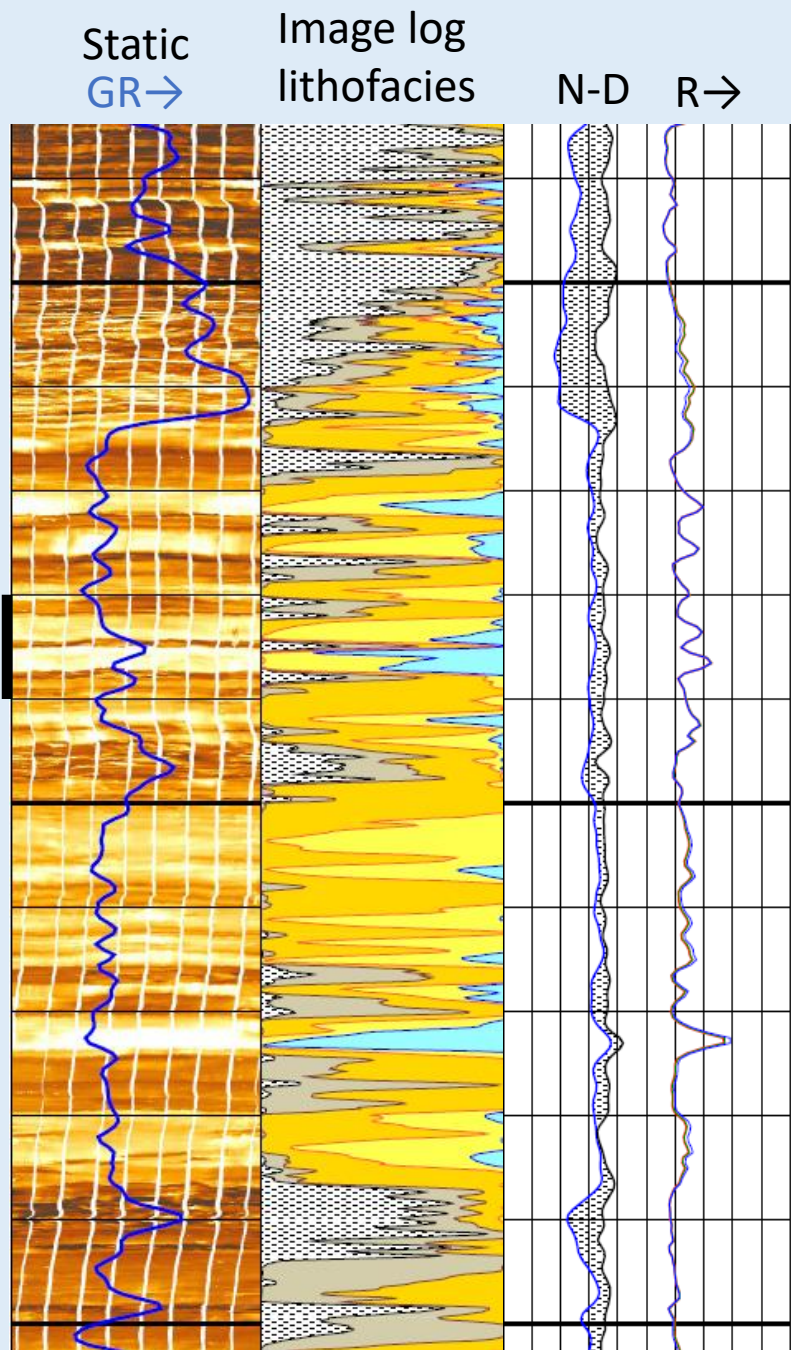 Static
GR→
Image log
lithofacies
N-D
R→